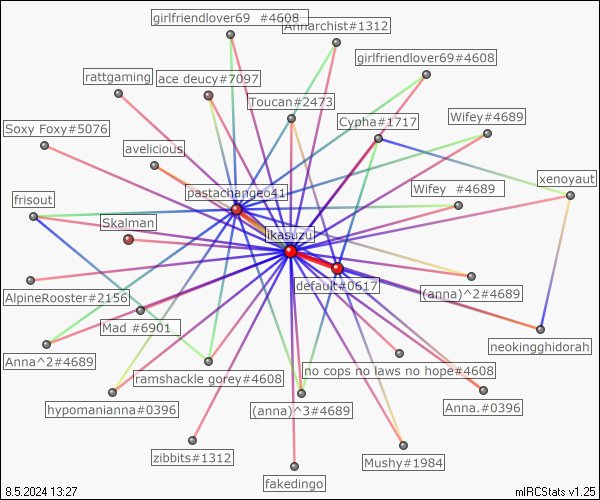 girlfriendlover69  #4608
Annarchist#1312
girlfriendlover69#4608
rattgaming
ace deucy#7097
Toucan#2473
Cypha#1717
Wifey#4689
Soxy Foxy#5076
avelicious
xenoyaut
frisout
pastachangeo41
Wifey  #4689
Skalman
ikasuzu
default#0617
(anna)^2#4689
AlpineRooster#2156
Mad #6901
neokingghidorah
Anna^2#4689
ramshackle gorey#4608
no cops no laws no hope#4608
hypomanianna#0396
(anna)^3#4689
Anna.#0396
zibbits#1312
Mushy#1984
fakedingo
8.5.2024 13:27
mIRCStats v1.25